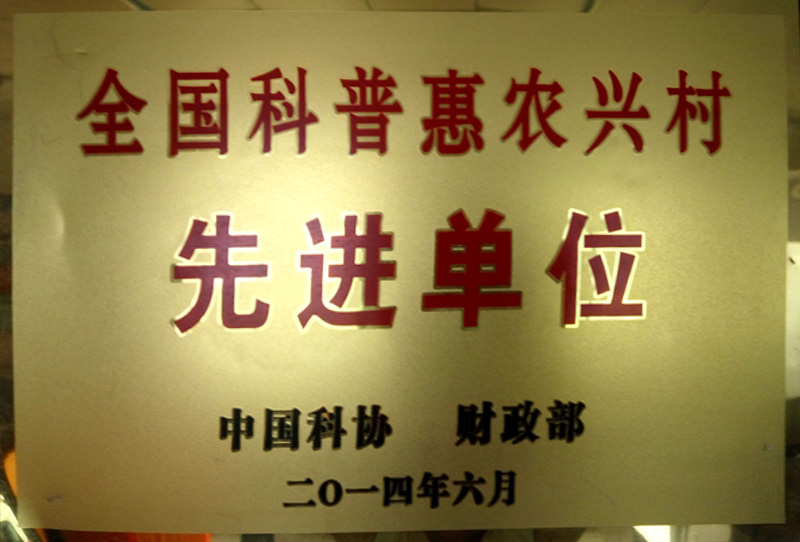 全国科普惠农兴村
先进单位
中国科协 财政部
二〇一四年六月